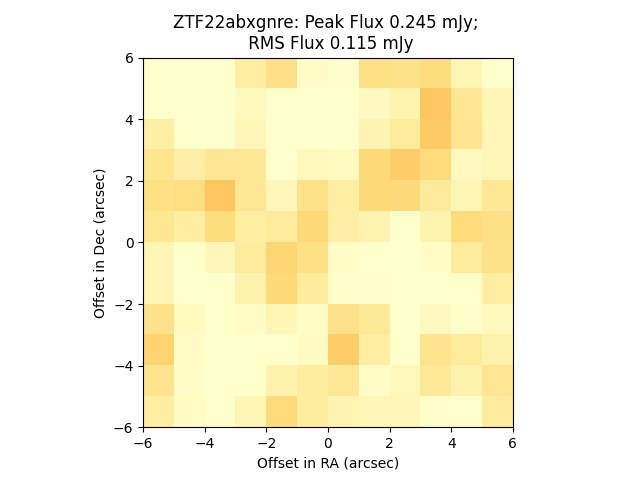 ZTF22abxgnre: Peak Flux 0.245 mJy;
RMS Flux 0.115 mJy
6
4
2
0
−2
−4
−6
Offset in Dec (arcsec)
−6 −4 −2 0 2 4 6
Offset in RA (arcsec)